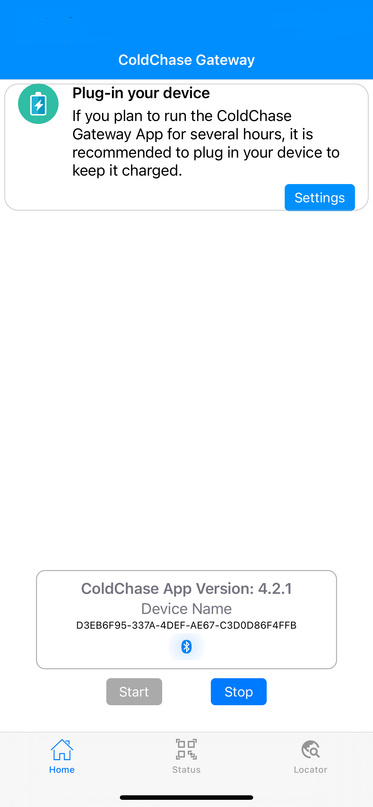 ColdChase Gateway
Plug-in your device
If you plan to run the ColdChase
Gateway App for several hours, it is
recommended to plug in your device to
keep it charged.
Settings
ColdChase App Version: 4.2.1
Device Name
D3EB6F95-337A-4DEF-AE67-C3D0D86F4FFB
Start Stop
Home Status Locator